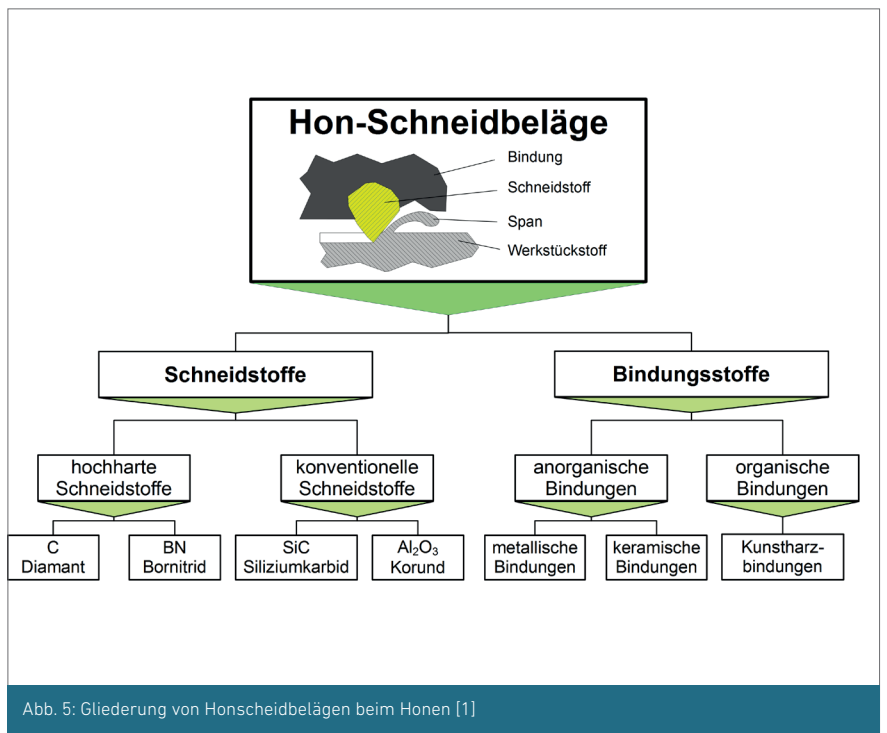 Hon-Schneidbeläge
Bindung
Schneidstoff
Span
Werkstückstoff
Schneidstoffe
Bindungsstoffe
hochharte
Schneidstoffe
konventionelle
Schneidstoffe
anorganische
Bindungen
organische
Bindungen
C
Diamant
BN
Bornitrid
SiC
Siliziumkarbid
Al₂O₃
Korund
metallische
Bindungen
keramische
Bindungen
Kunstharz-
bindungen
Abb. 5: Gliederung von Honscheidbelägen beim Honen [1]